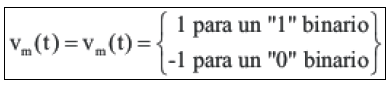 v_m(t) = v_m(t) = { 1 para un "1" binario
-1 para un "0" binario }